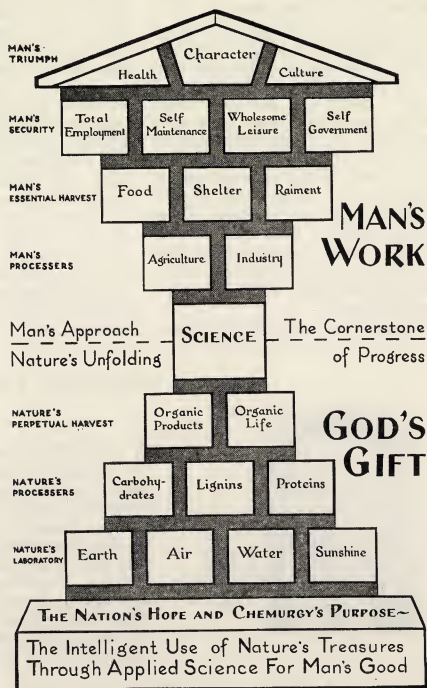 MAN'S
TRIUMPH
Character
Health
Culture
MAN'S
SECURITY
Total
Employment
Self
Maintenance
Wholesome
Leisure
Self
Government
MAN'S
ESSENTIAL HARVEST
Food
Shelter
Raiment
MAN'S
WORK
MAN'S
PROCESSERS
Agriculture
Industry
Man's Approach
Nature's Unfolding
SCIENCE
The Cornerstone
of Progress
NATURE'S
PERPETUAL HARVEST
Organic
Products
Organic
Life
GOD'S
GIFT
NATURE'S
PROCESSERS
Carbohy-
drates
Lignins
Proteins
NATURE'S
LABORATORY
Earth
Air
Water
Sunshine
THE NATION'S HOPE AND CHEMURGY'S PURPOSE~
The Intelligent Use of Nature's Treasures
Through Applied Science For Man's Good